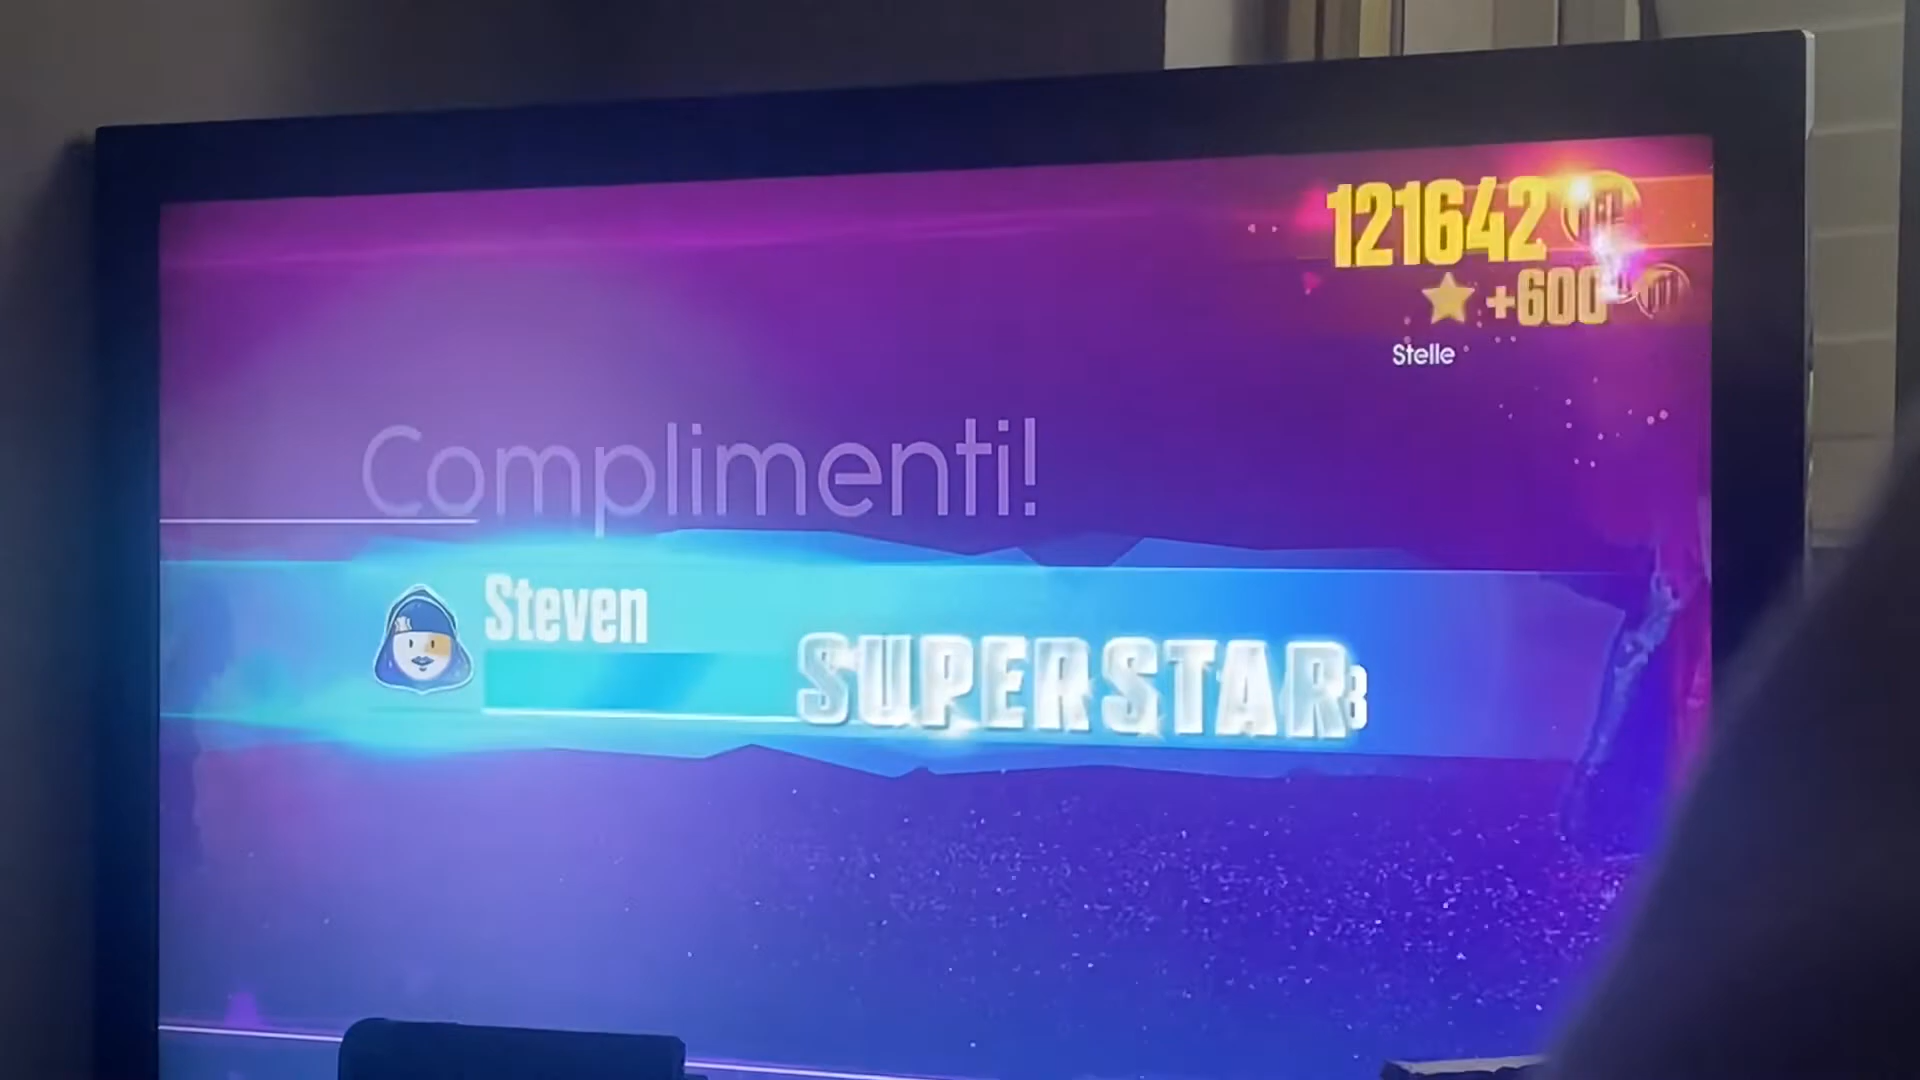 121642
+600
Stelle
Complimenti!
Steven
SUPERSTAR